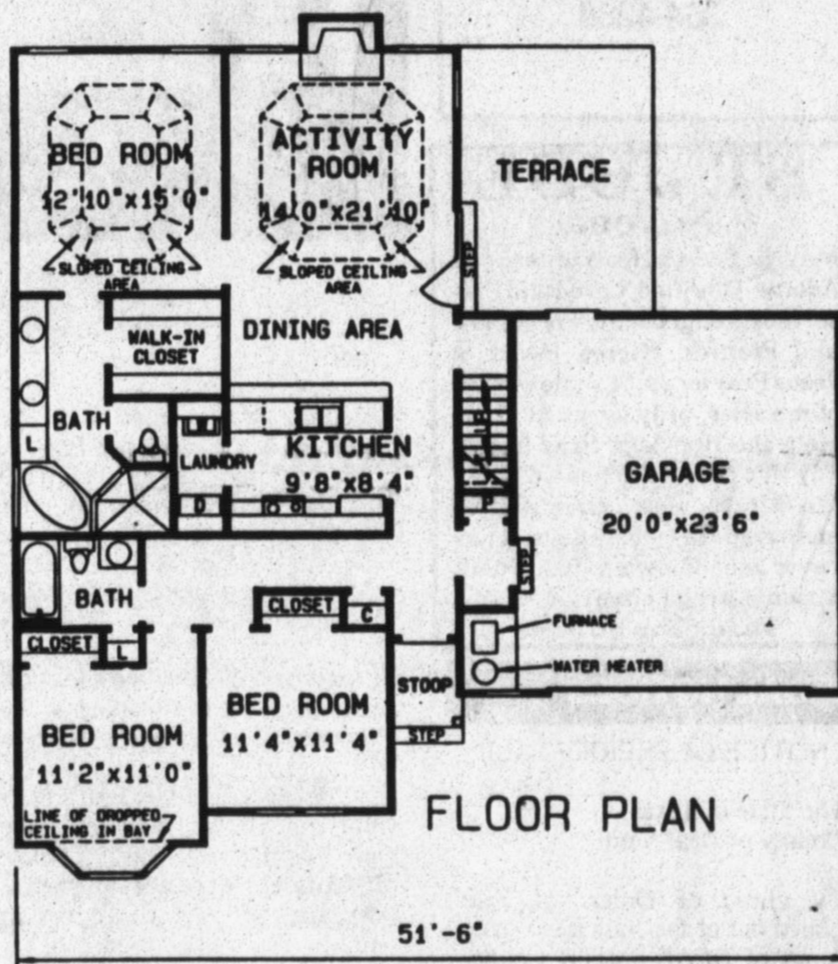 BED ROOM
12'10"x15'0"
SLOPED CEILING
AREA
ACTIVITY
ROOM
14'0"x21'10"
SLOPED CEILING
AREA
TERRACE
STEP
DINING AREA
WALK-IN
CLOSET
BATH
L
LAUNDRY
W
D
KITCHEN
9'8"x8'4"
UP
P
GARAGE
20'0"x23'6"
STEP
BATH
CLOSET
L
CLOSET
C
FURNACE
WATER HEATER
STOOP
STEP
BED ROOM
11'4"x11'4"
BED ROOM
11'2"x11'0"
LINE OF DROPPED
CEILING IN BAY
FLOOR PLAN
51'-6"